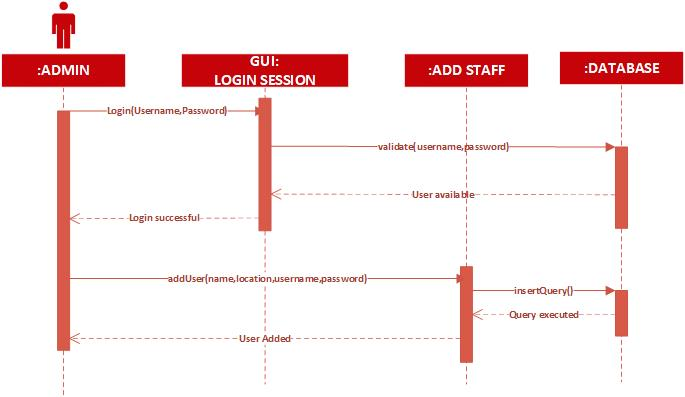 :ADMIN
GUI:
LOGIN SESSION
:ADD STAFF
:DATABASE
Login(Username,Password)
validate(username,password)
User available
Login successful
addUser(name,location,username,password)
insertQuery()
Query executed
User Added